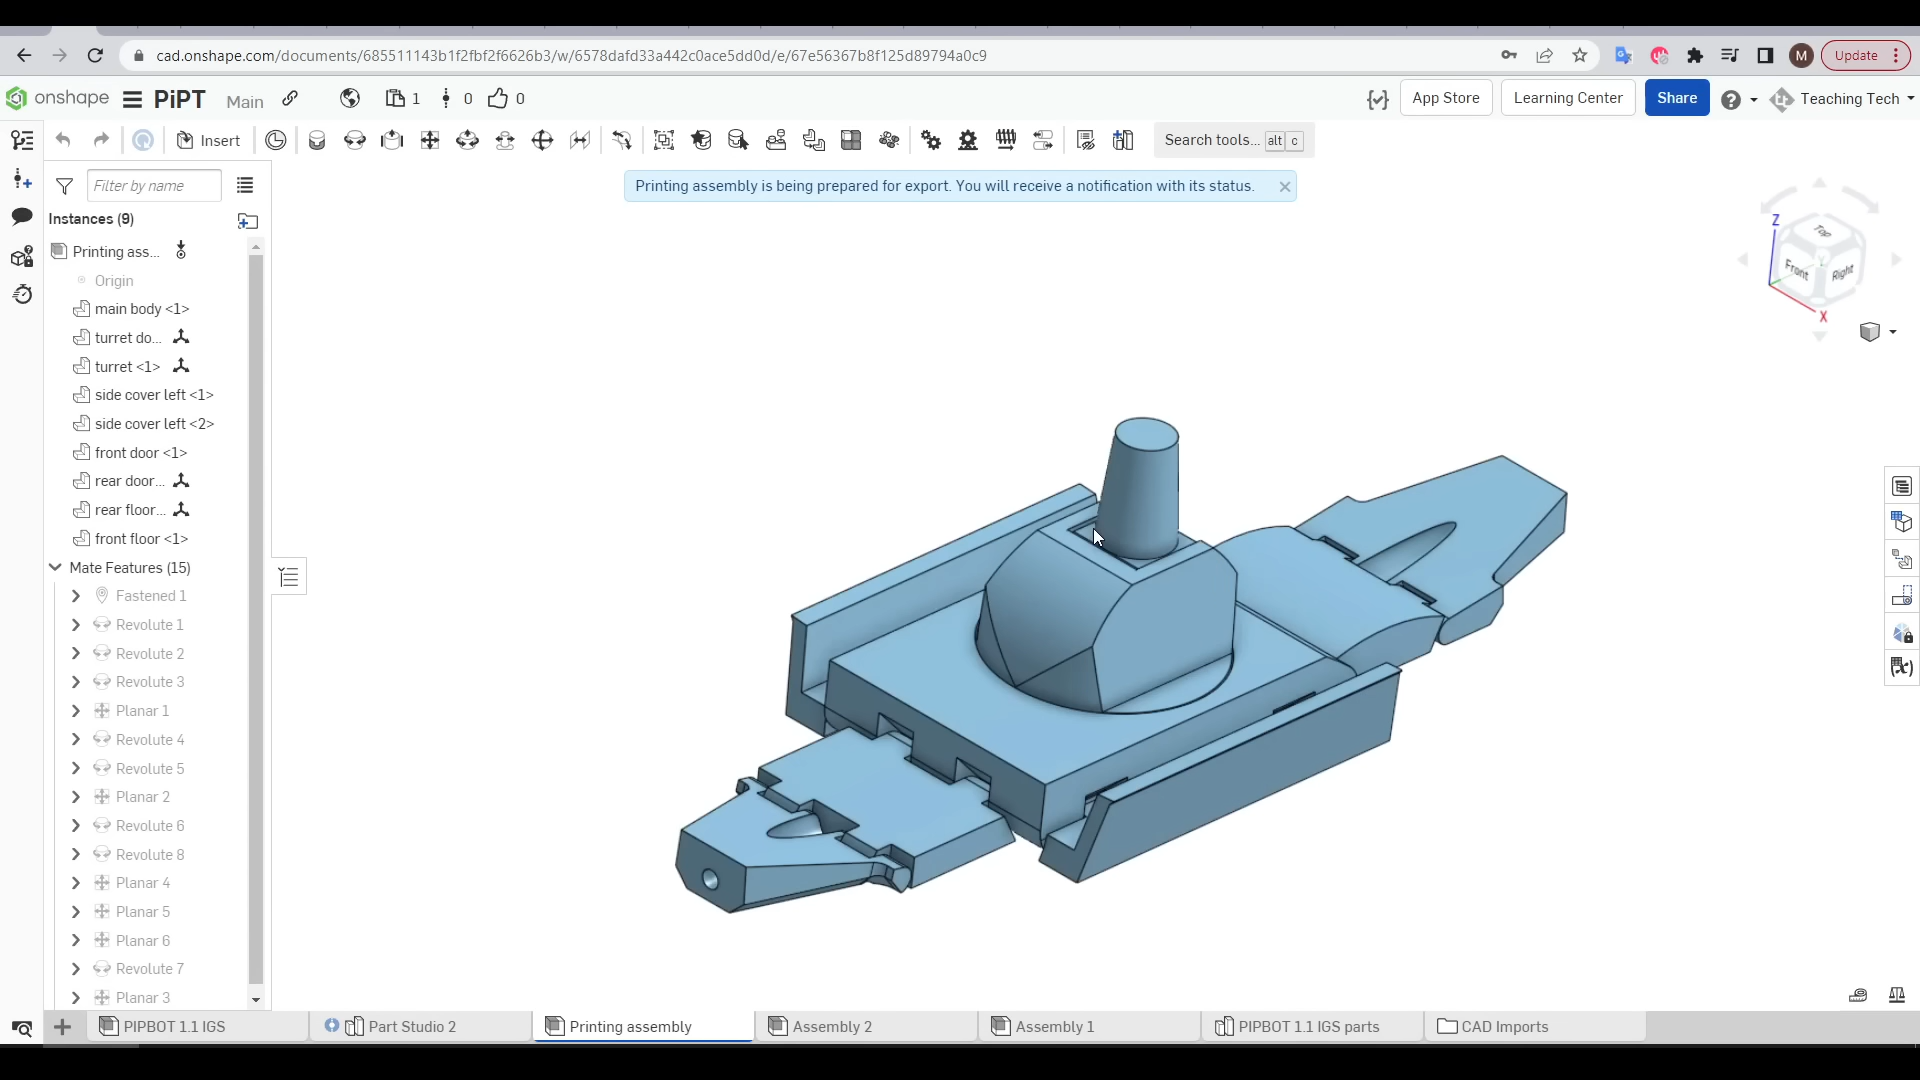 cad.onshape.com/documents/685511143b1f2fbf2f6626b3/w/6578dafd33a442c0ace5dd0d/e/67e56367b8f125d89794a0c9
M
Update
onshape
PiPT
Main
1
0
0
App Store
Learning Center
Share
Teaching Tech
Insert
Search tools... alt c
Filter by name
Printing assembly is being prepared for export. You will receive a notification with its status.
Instances (9)
Printing ass...
Origin
main body <1>
turret do...
turret <1>
side cover left <1>
side cover left <2>
front door <1>
rear door...
rear floor...
front floor <1>
Mate Features (15)
Fastened 1
Revolute 1
Revolute 2
Revolute 3
Planar 1
Revolute 4
Revolute 5
Planar 2
Revolute 6
Revolute 8
Planar 4
Planar 5
Planar 6
Revolute 7
Planar 3
Z
Top
Front
Right
Y
X
PIPBOT 1.1 IGS
Part Studio 2
Printing assembly
Assembly 2
Assembly 1
PIPBOT 1.1 IGS parts
CAD Imports